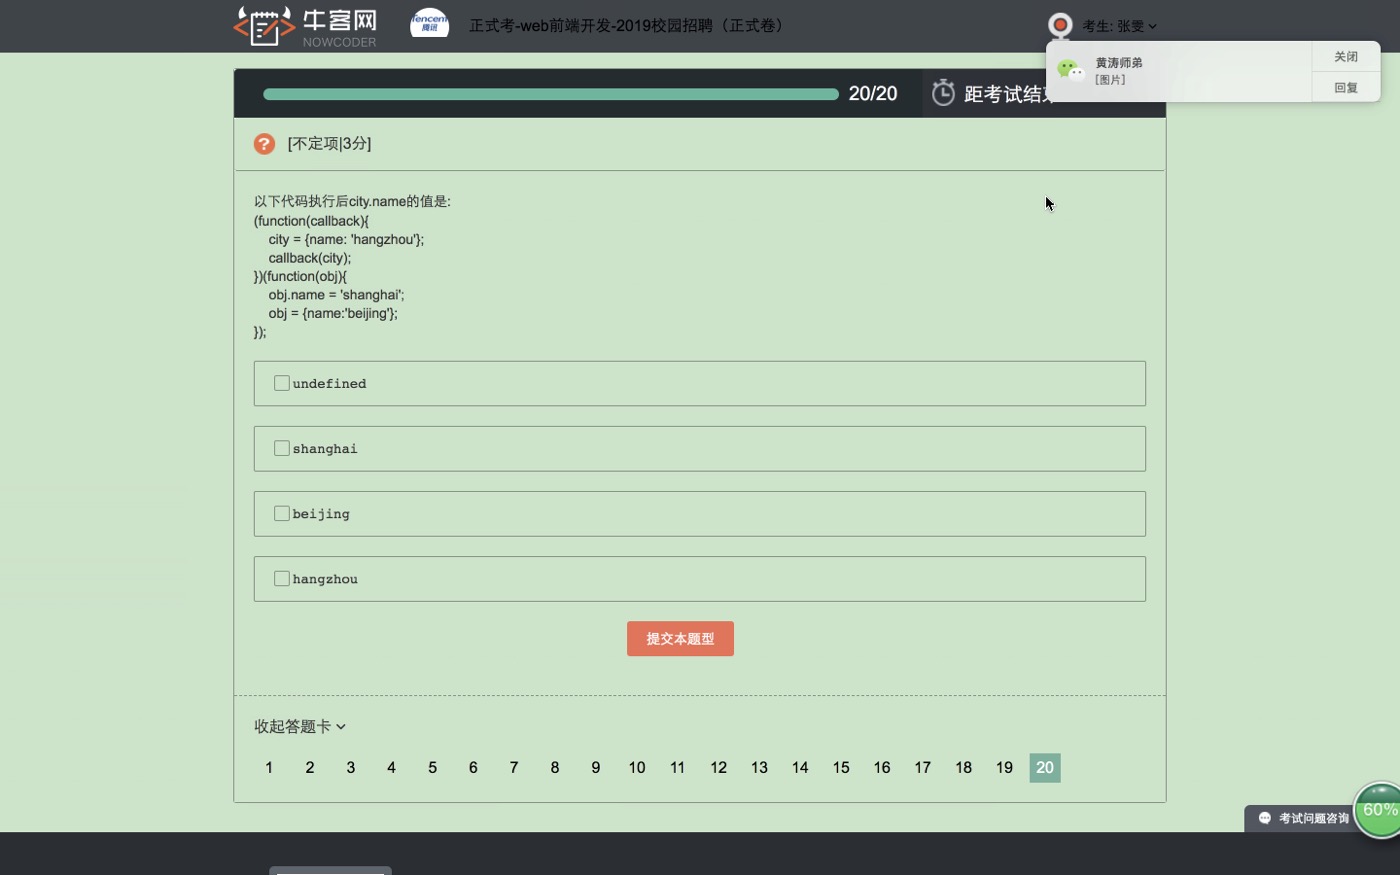 牛客网
NOWCODER
Tencent
腾讯
正式考-web前端开发-2019校园招聘（正式卷）
考生: 张雯
黄涛师弟
[图片]
关闭
回复
20/20
距考试结
? [不定项|3分]
以下代码执行后city.name的值是:
(function(callback){
city = {name: 'hangzhou'};
callback(city);
})(function(obj){
obj.name = 'shanghai';
obj = {name:'beijing'};
});
undefined
shanghai
beijing
hangzhou
提交本题型
收起答题卡
1 2 3 4 5 6 7 8 9 10 11 12 13 14 15 16 17 18 19 20
考试问题咨询
60%